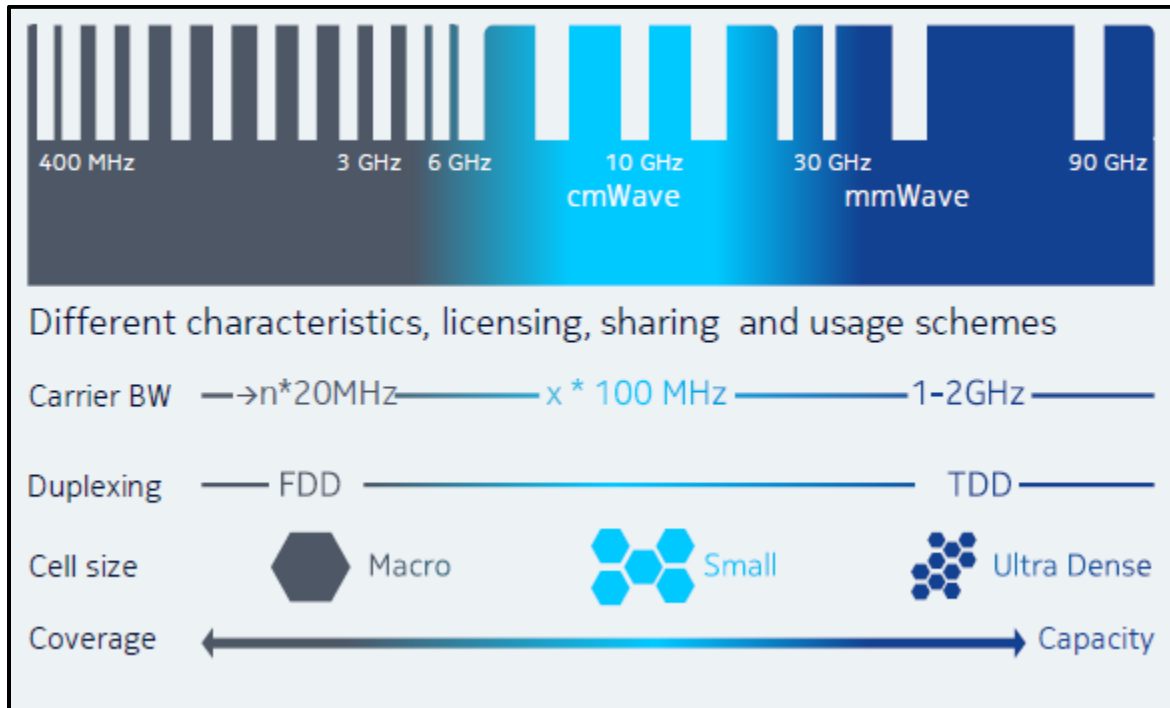 400 MHz 3 GHz 6 GHz 10 GHz 30 GHz 90 GHz
cmWave mmWave
Different characteristics, licensing, sharing and usage schemes
Carrier BW →n*20MHz x * 100 MHz 1-2GHz
Duplexing FDD TDD
Cell size Macro Small Ultra Dense
Coverage Capacity